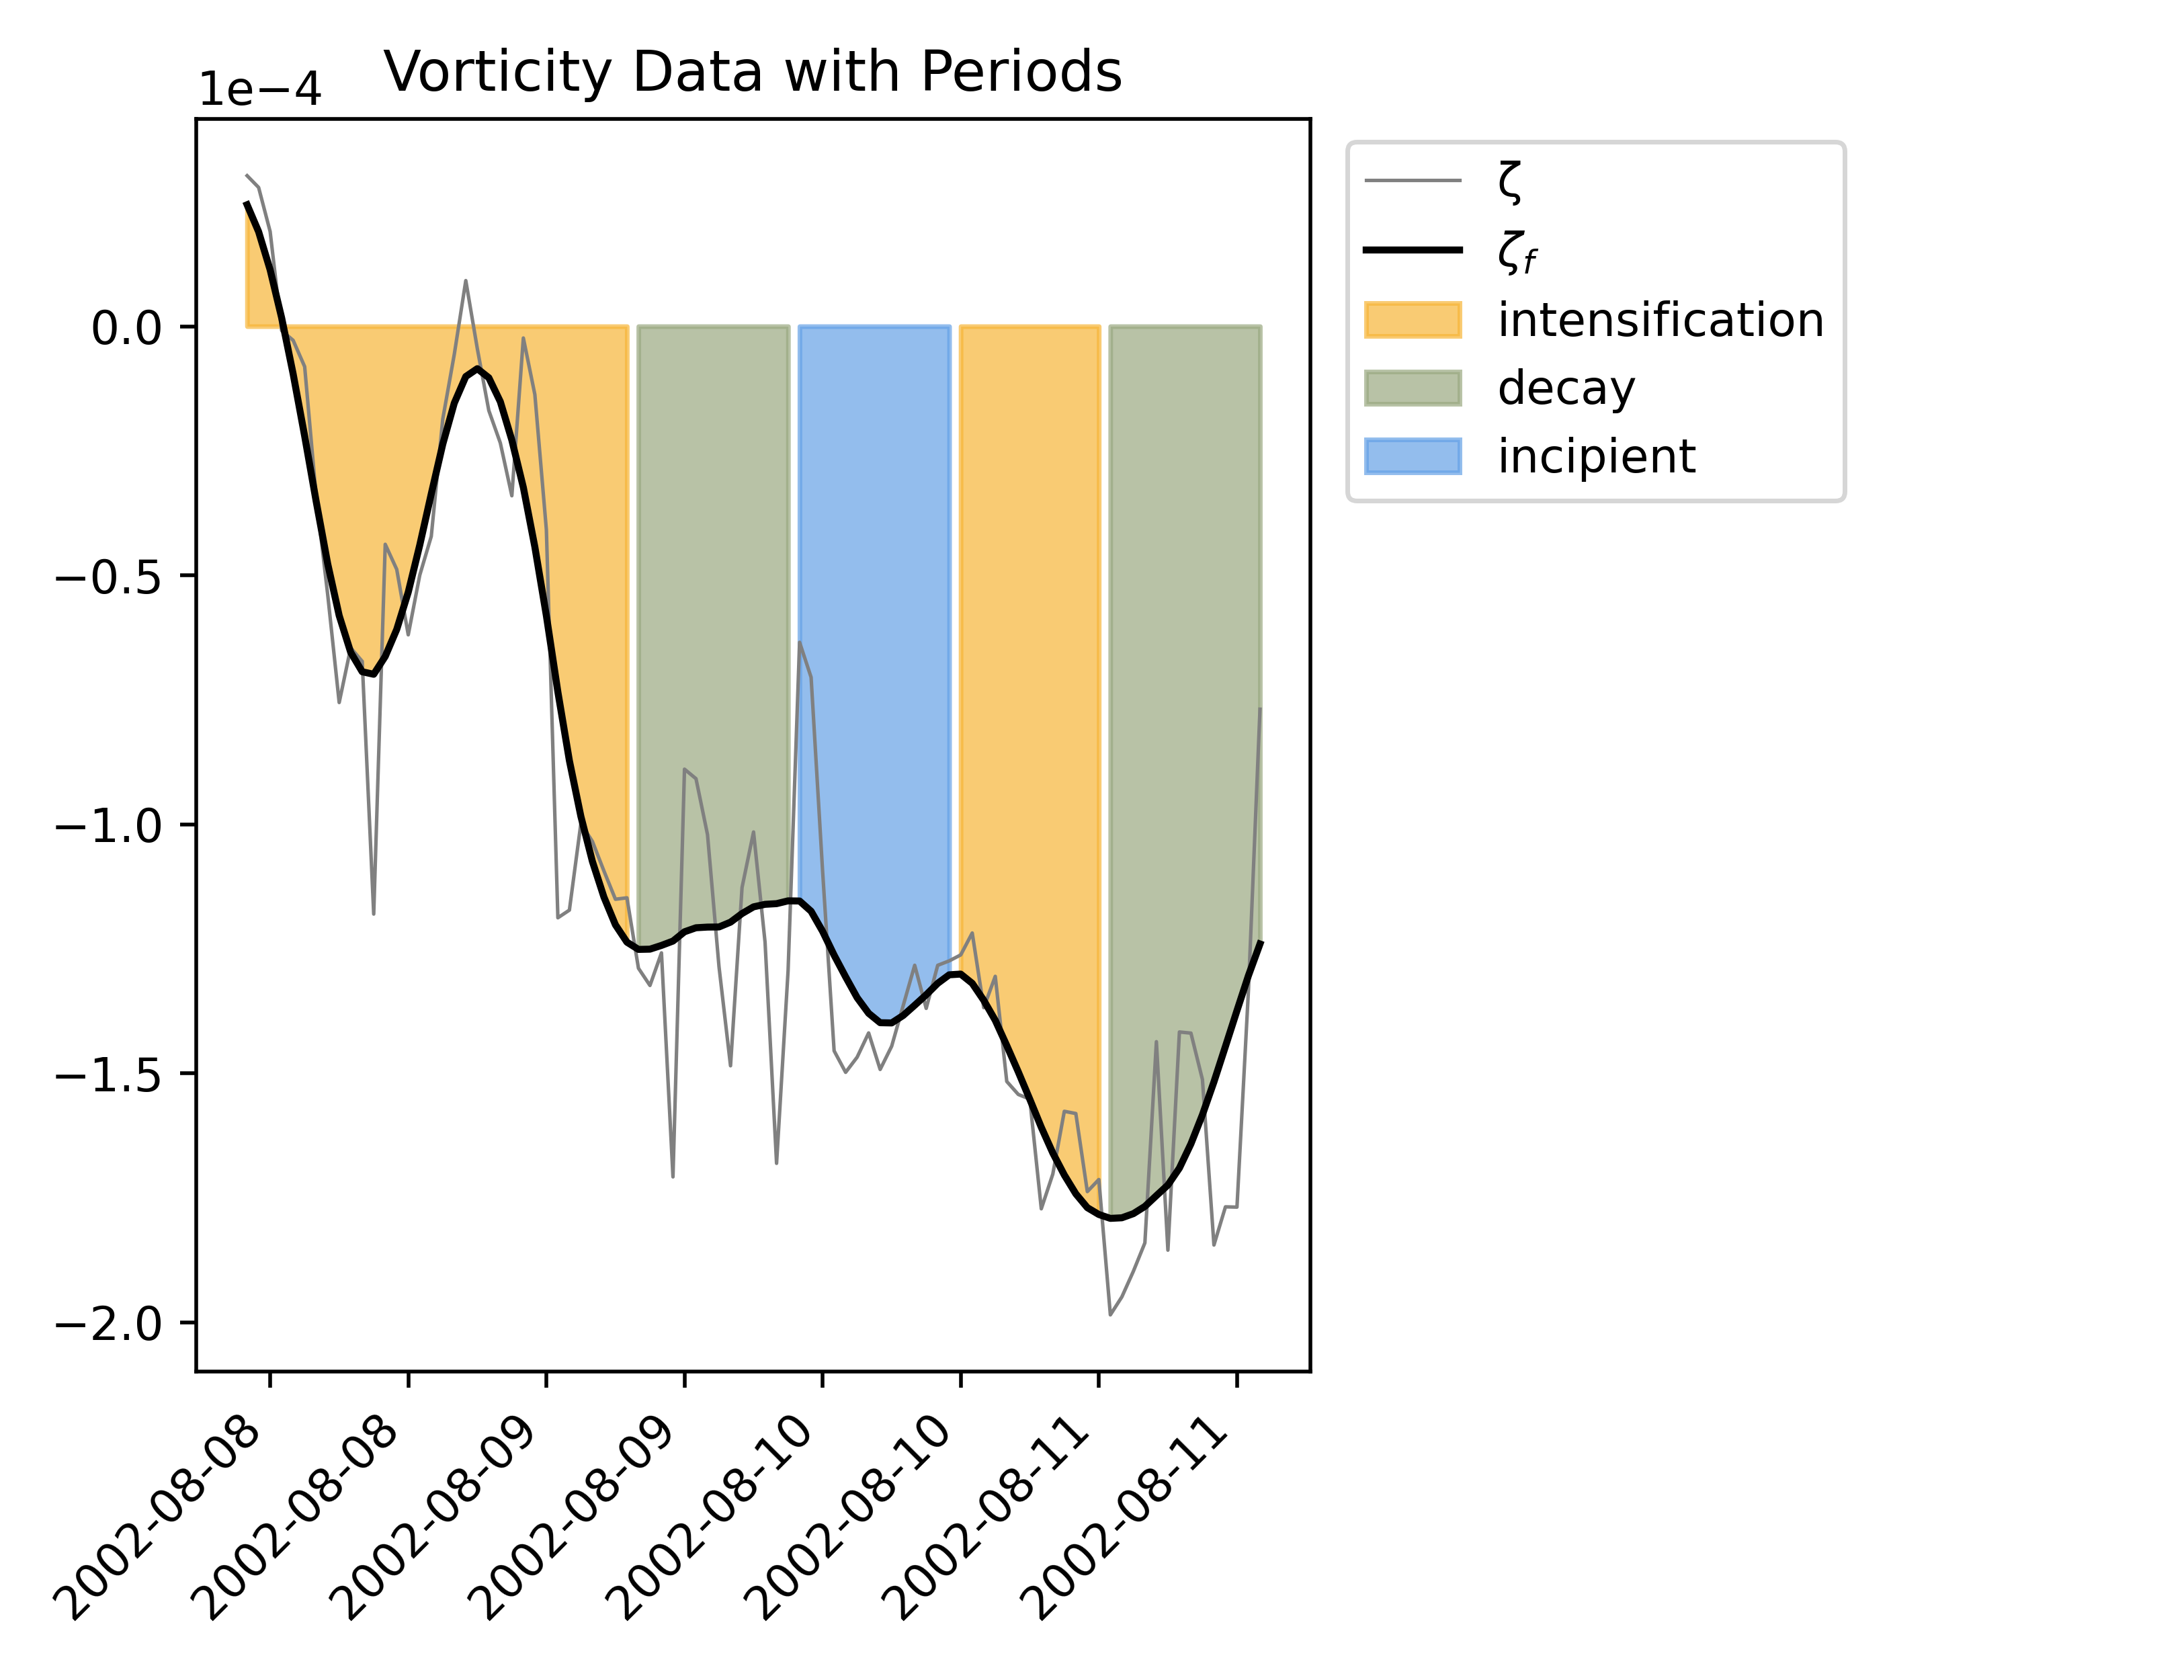 Vorticity Data with Periods
1e−4
0.0
−0.5
−1.0
−1.5
−2.0
2002-08-08
2002-08-08
2002-08-09
2002-08-09
2002-08-10
2002-08-10
2002-08-11
2002-08-11
ζ
ζf
intensification
decay
incipient